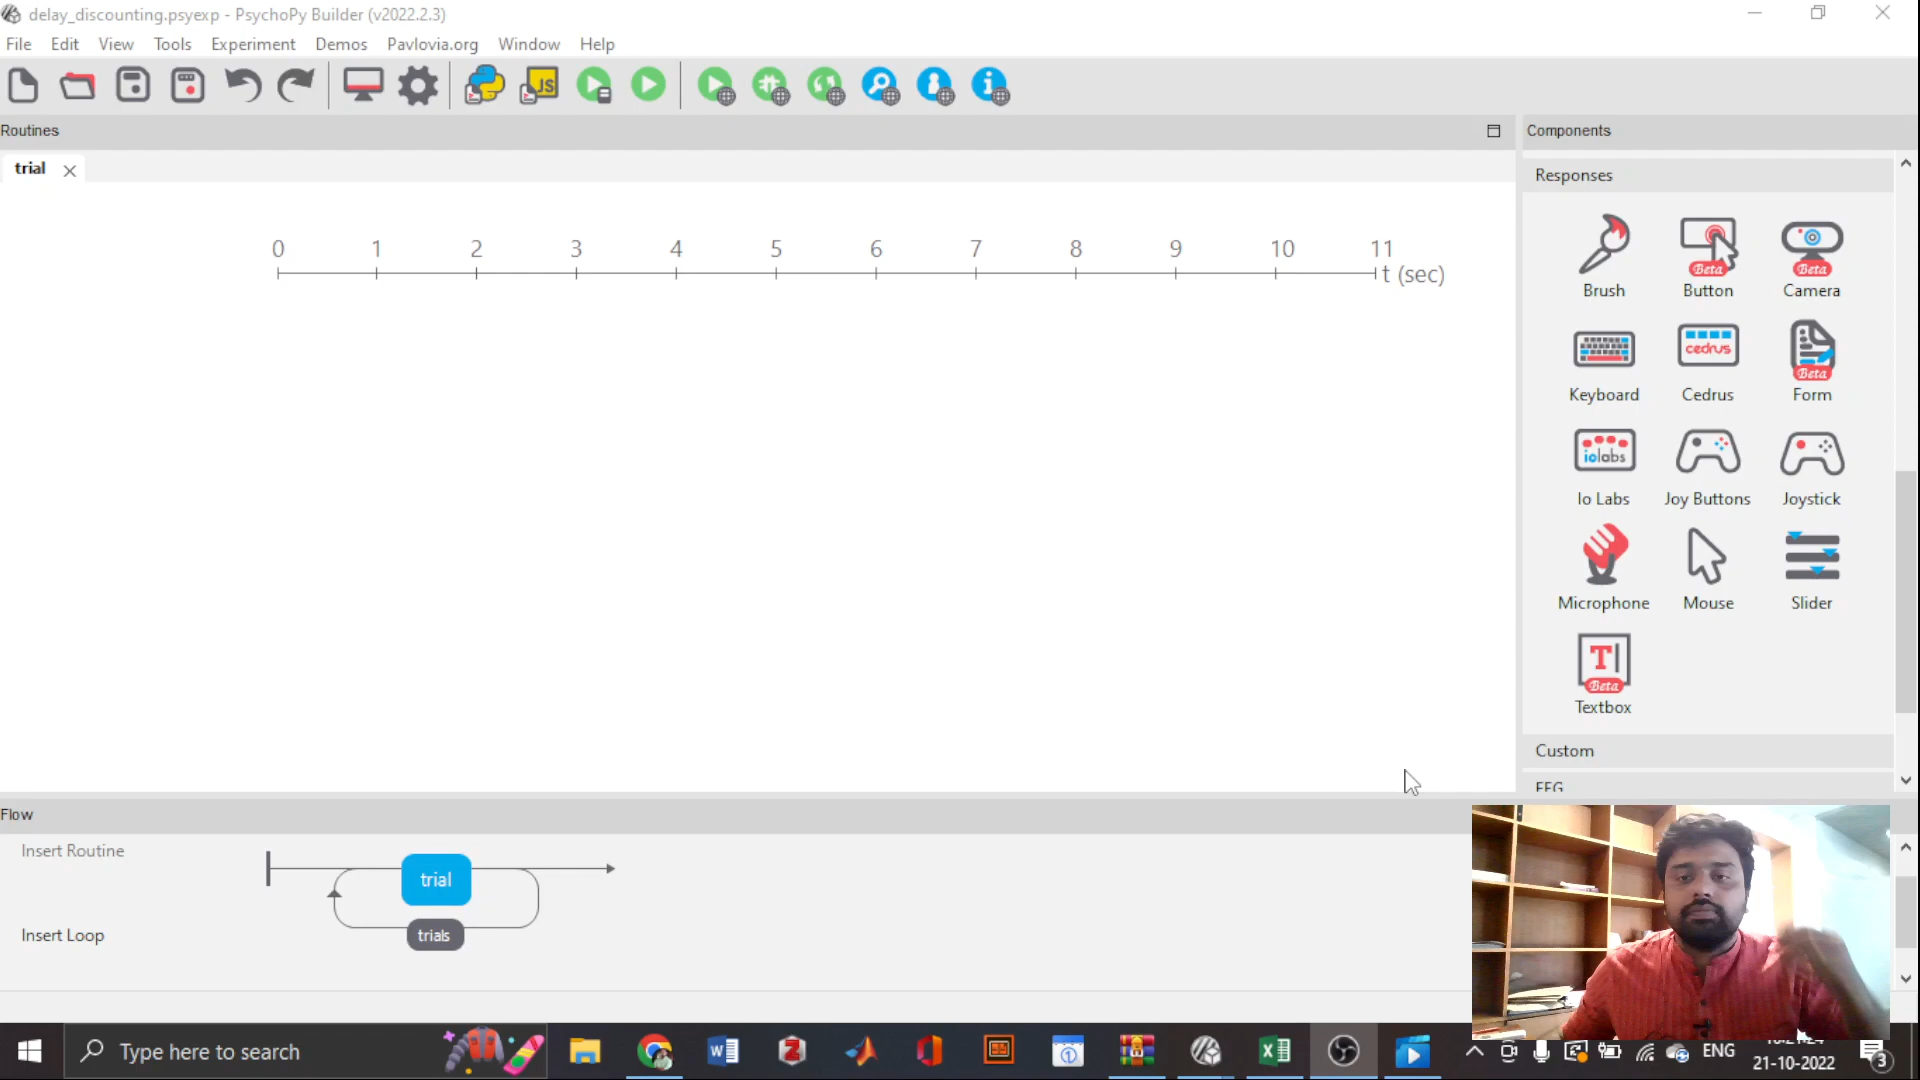 delay_discounting.psyexp - PsychoPy Builder (v2022.2.3)
File Edit View Tools Experiment Demos Pavlovia.org Window Help
JS
Routines
Components
trial
Responses
0 1 2 3 4 5 6 7 8 9 10 11
t (sec)
Beta Beta
Brush Button Camera
cedrus
Beta
Keyboard Cedrus Form
iolabs
Io Labs Joy Buttons Joystick
Microphone Mouse Slider
T
Beta
Textbox
Custom
EEG
Flow
Insert Routine
trial
Insert Loop
trials
Type here to search
ENG
21-10-2022
3